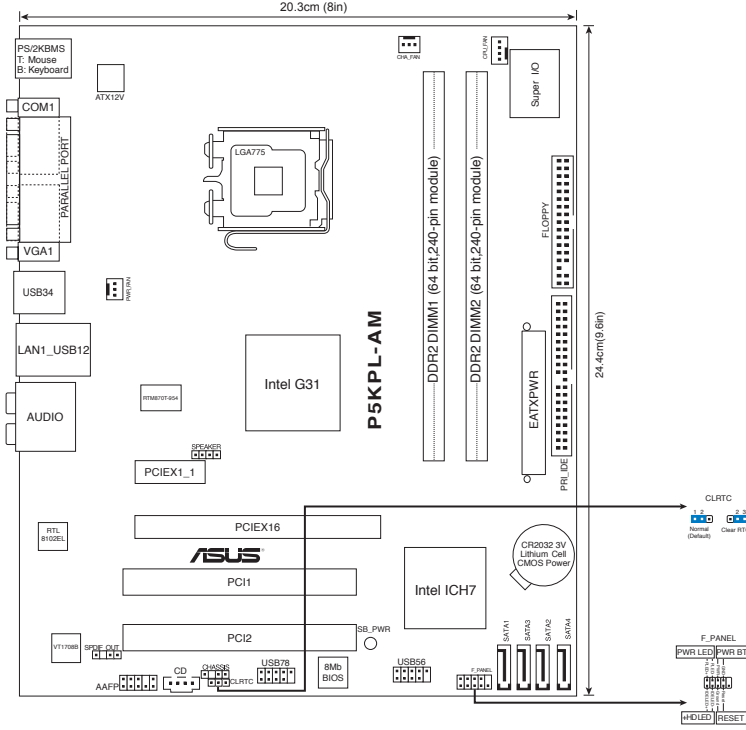 20.3cm (8in)
PS/2KBMS
T: Mouse
B: Keyboard
ATX12V
CHA_FAN
CPU_FAN
Super I/O
COM1
PARALLEL PORT
LGA775
VGA1
DDR2 DIMM1 (64 bit,240-pin module)
DDR2 DIMM2 (64 bit,240-pin module)
FLOPPY
USB34
PWR_FAN
24.4cm(9.6in)
LAN1_USB12
Intel G31
P5KPL-AM
EATXPWR
PRI_IDE
AUDIO
RTM870T-954
SPEAKER
PCIEX1_1
CLRTC
1 2
2 3
Normal
(Default)
RTL
8102EL
PCIEX16
ASUS
CR2032 3V
Lithium Cell
CMOS Power
PCI1
Intel ICH7
VT1708B
SPDIF_OUT
PCI2
SB_PWR
SATA1
SATA3
SATA2
SATA4
F_PANEL
PWR LED
PWR BT
AAFP
CD
CHASSIS
CLRTC
USB78
8Mb
BIOS
USB56
F_PANEL
+HDLED
RESET